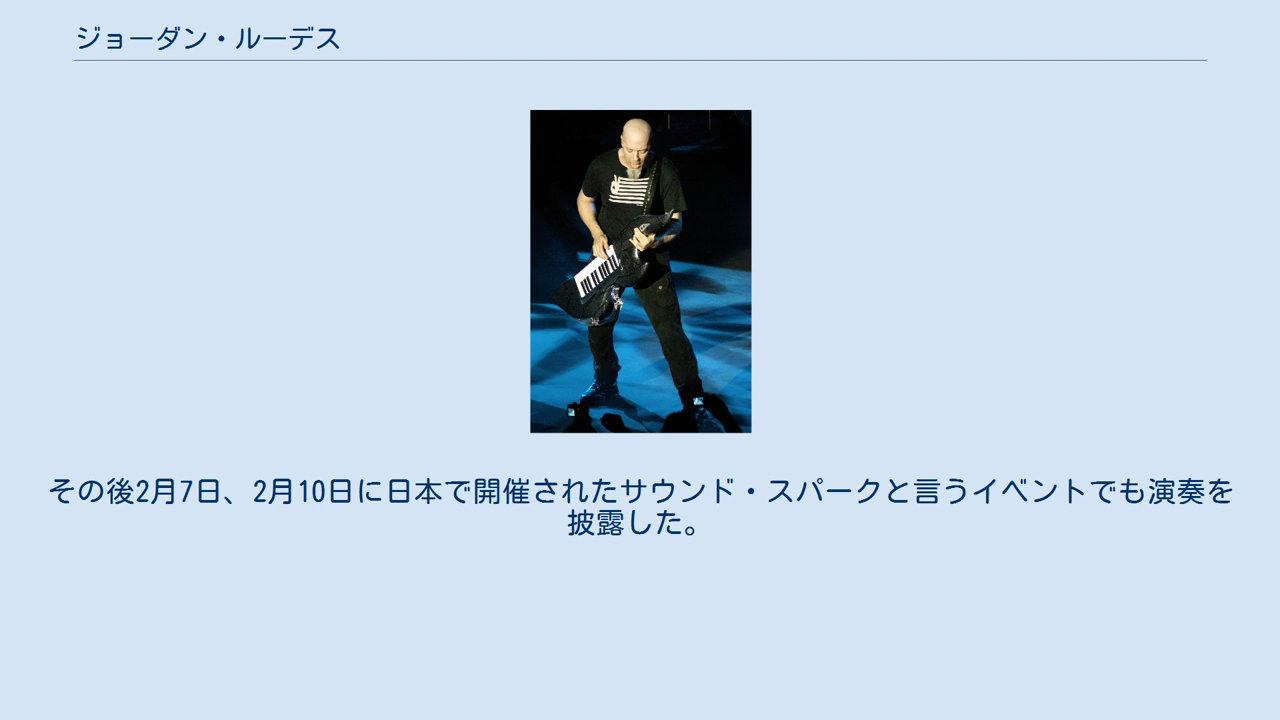 ジョーダン・ルーデス
その後2月7日、2月10日に日本で開催されたサウンド・スパークと言うイベントでも演奏を
披露した。